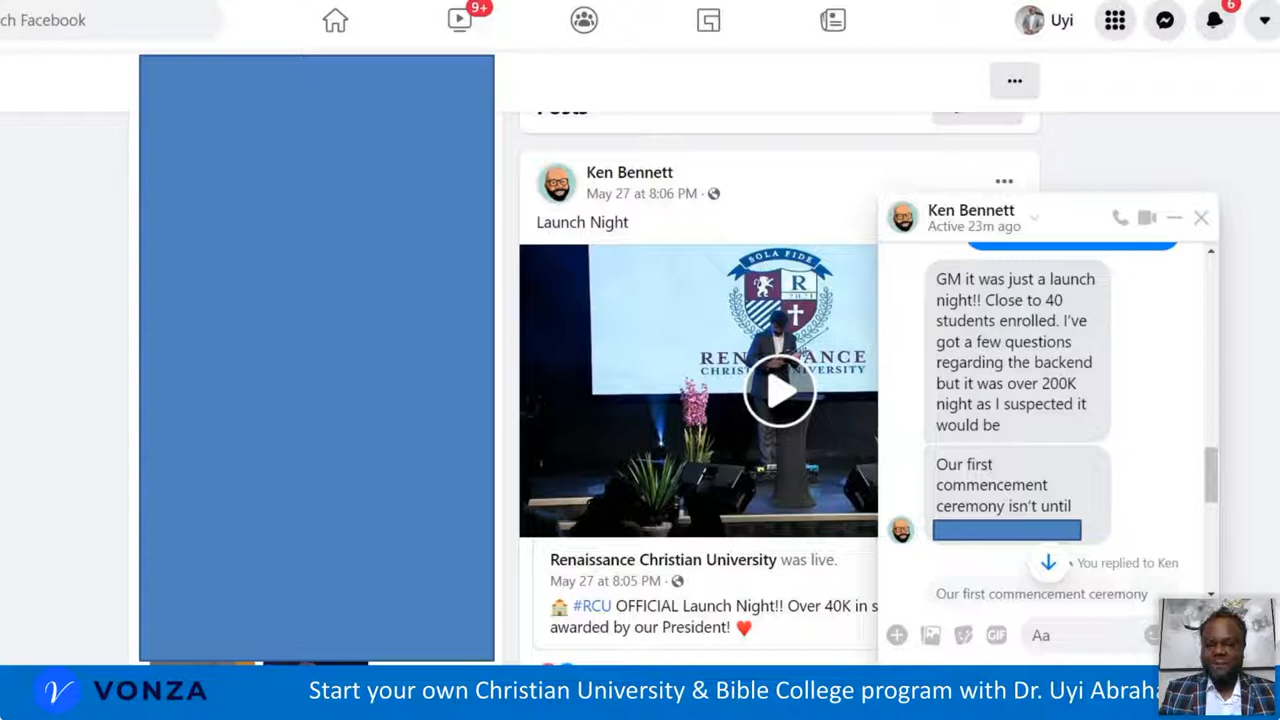 ch Facebook
9+
Uyi
6
Posts
Ken Bennett
May 27 at 8:06 PM
Launch Night
SOLA FIDE
R
2021
RENAISSANCE
CHRISTIAN UNIVERSITY
Renaissance Christian University was live.
May 27 at 8:05 PM
#RCU OFFICIAL Launch Night!! Over 40K in s
awarded by our President!
Ken Bennett
Active 23m ago
GM it was just a launch
night!! Close to 40
students enrolled. I've
got a few questions
regarding the backend
but it was over 200K
night as I suspected it
would be
Our first
commencement
ceremony isn't until
You replied to Ken
Our first commencement ceremony
GIF
Aa
VONZA
Start your own Christian University & Bible College program with Dr. Uyi Abraha